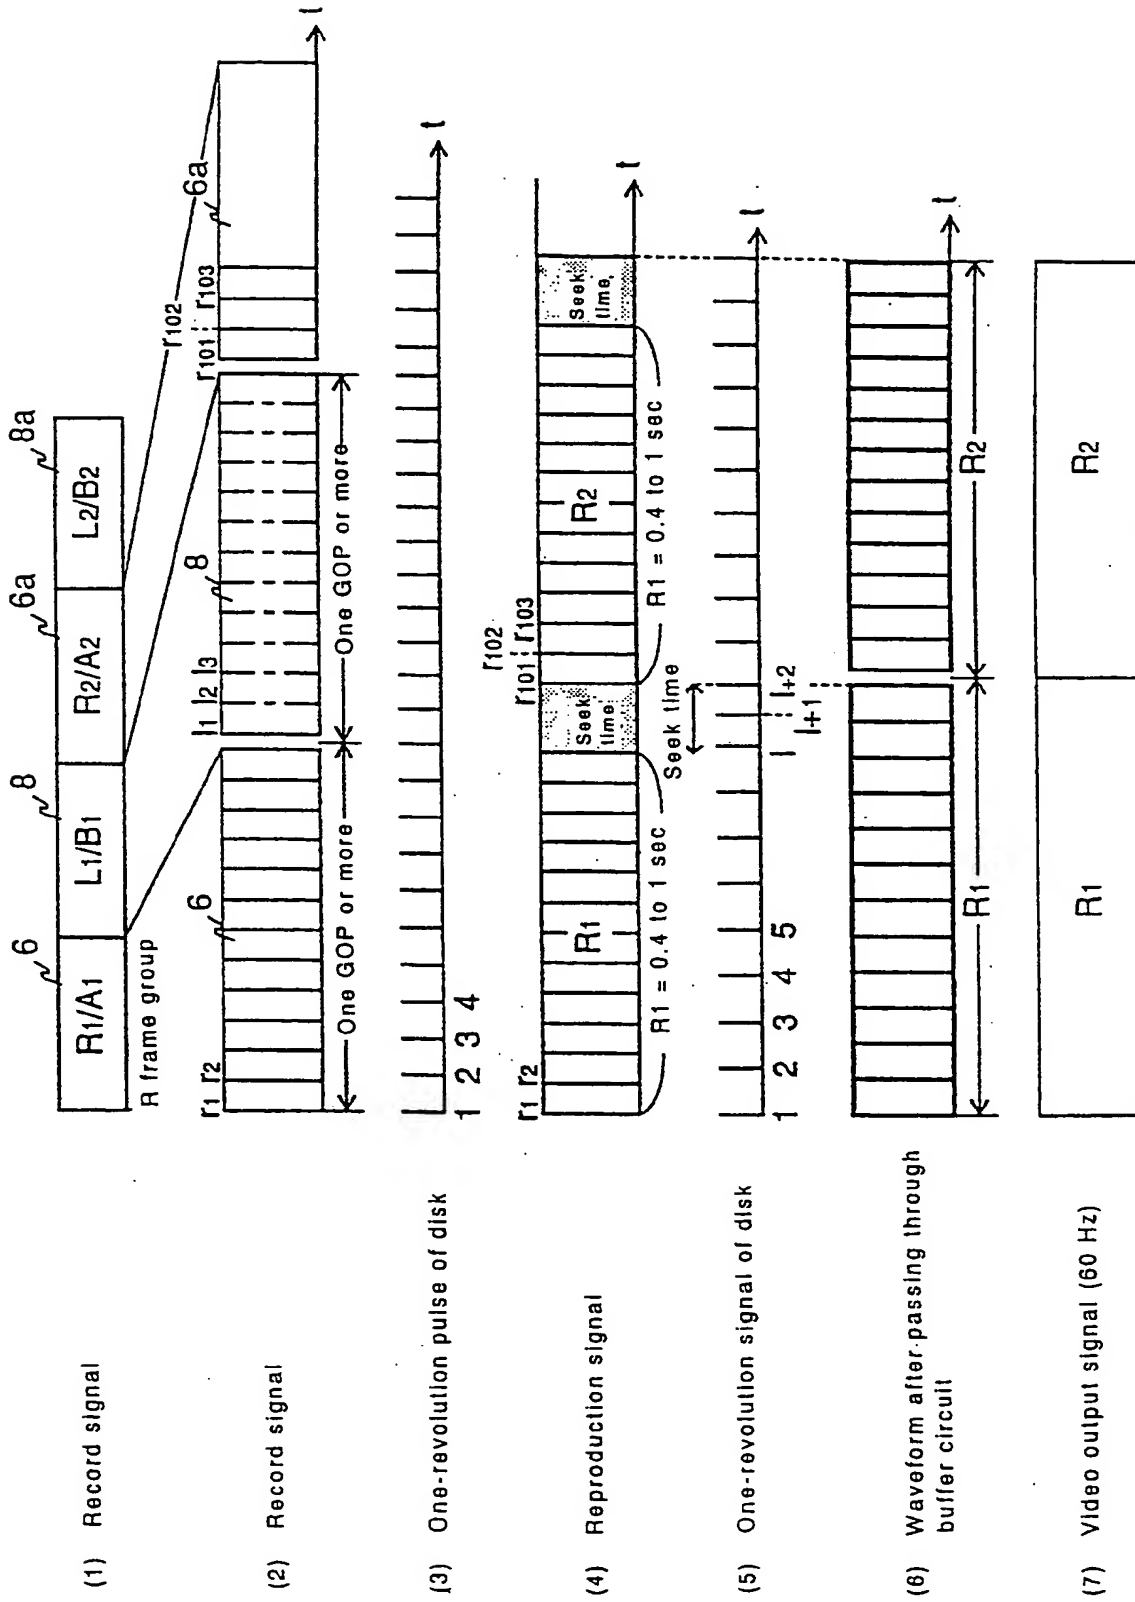 (1) Record signal
6
8
6a
8a
R1/A1
L1/B1
R2/A2
L2/B2
R frame group
(2) Record signal
r1 r2
6
l1 l2 l3
8
r101
r102
r103
6a
t
One GOP or more
One GOP or more
(3) One-revolution pulse of disk
1 2 3 4
t
(4) Reproduction signal
r1 r2
R1
Seek time
r101
r102
r103
R2
Seek time
t
R1 = 0.4 to 1 sec
R1 = 0.4 to 1 sec
Seek time
(5) One-revolution signal of disk
1 2 3 4 5
l
l+1
l+2
t
(6) Waveform after passing through
buffer circuit
t
R1
R2
(7) Video output signal (60 Hz)
R1
R2